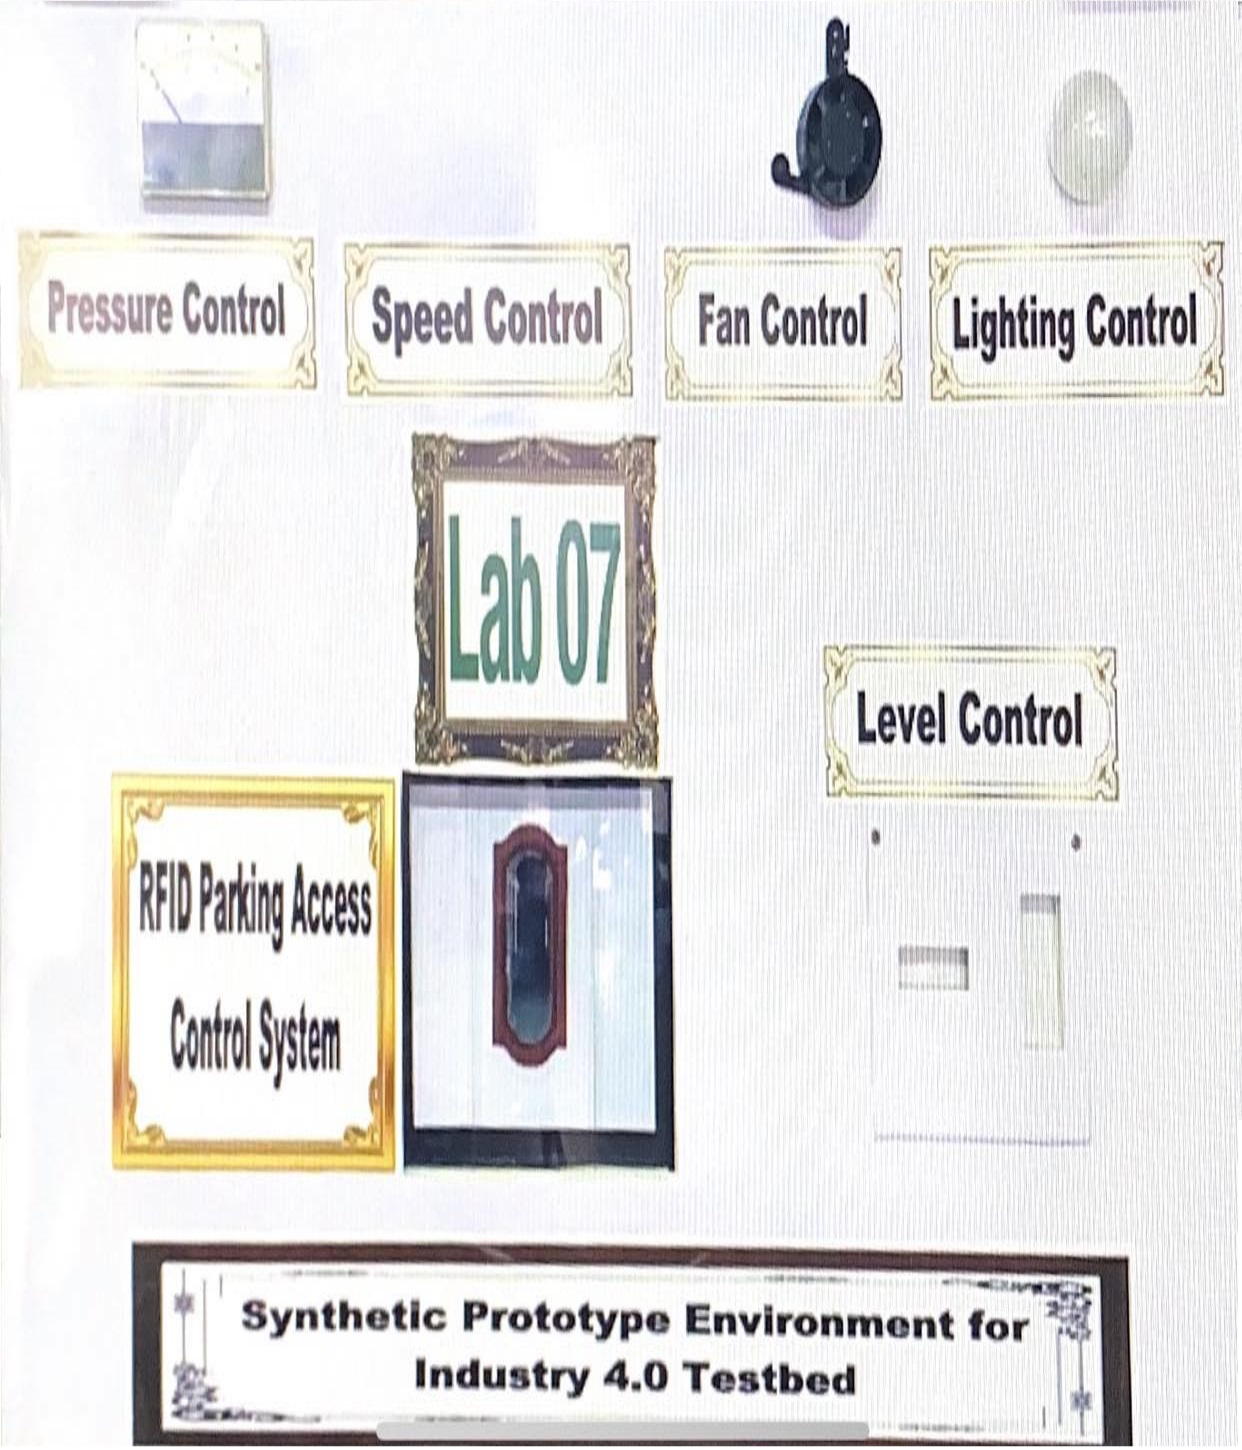 Pressure Control
Speed Control
Fan Control
Lighting Control
Lab 07
Level Control
RFID Parking Access
Control System
Synthetic Prototype Environment for
Industry 4.0 Testbed